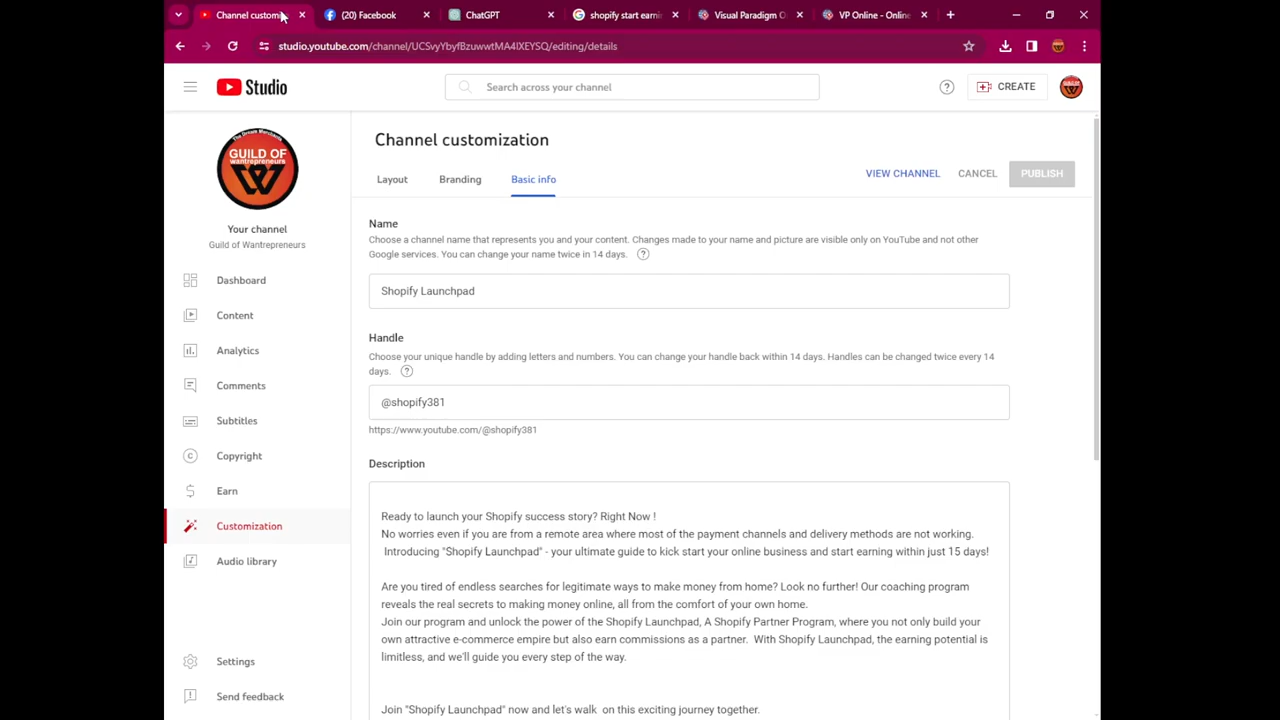 Channel custom
(20) Facebook
ChatGPT
shopify start earni
Visual Paradigm O
VP Online - Online
studio.youtube.com/channel/UCSvyYbyfBzuwwtMA4lXEYSQ/editing/details
Studio
Search across your channel
CREATE
The Dream Merchants
GUILD OF
wantrepreneurs
Your channel
Guild of Wantrepreneurs
Dashboard
Content
Analytics
Comments
Subtitles
Copyright
Earn
Customization
Audio library
Settings
Send feedback
Channel customization
Layout
Branding
Basic info
VIEW CHANNEL
CANCEL
PUBLISH
Name
Choose a channel name that represents you and your content. Changes made to your name and picture are visible only on YouTube and not other
Google services. You can change your name twice in 14 days.
Shopify Launchpad
Handle
Choose your unique handle by adding letters and numbers. You can change your handle back within 14 days. Handles can be changed twice every 14
days.
@shopify381
https://www.youtube.com/@shopify381
Description
Ready to launch your Shopify success story? Right Now !
No worries even if you are from a remote area where most of the payment channels and delivery methods are not working.
Introducing "Shopify Launchpad" - your ultimate guide to kick start your online business and start earning within just 15 days!
Are you tired of endless searches for legitimate ways to make money from home? Look no further! Our coaching program
reveals the real secrets to making money online, all from the comfort of your own home.
Join our program and unlock the power of the Shopify Launchpad, A Shopify Partner Program, where you not only build your
own attractive e-commerce empire but also earn commissions as a partner. With Shopify Launchpad, the earning potential is
limitless, and we'll guide you every step of the way.
Join "Shopify Launchpad" now and let's walk on this exciting journey together.